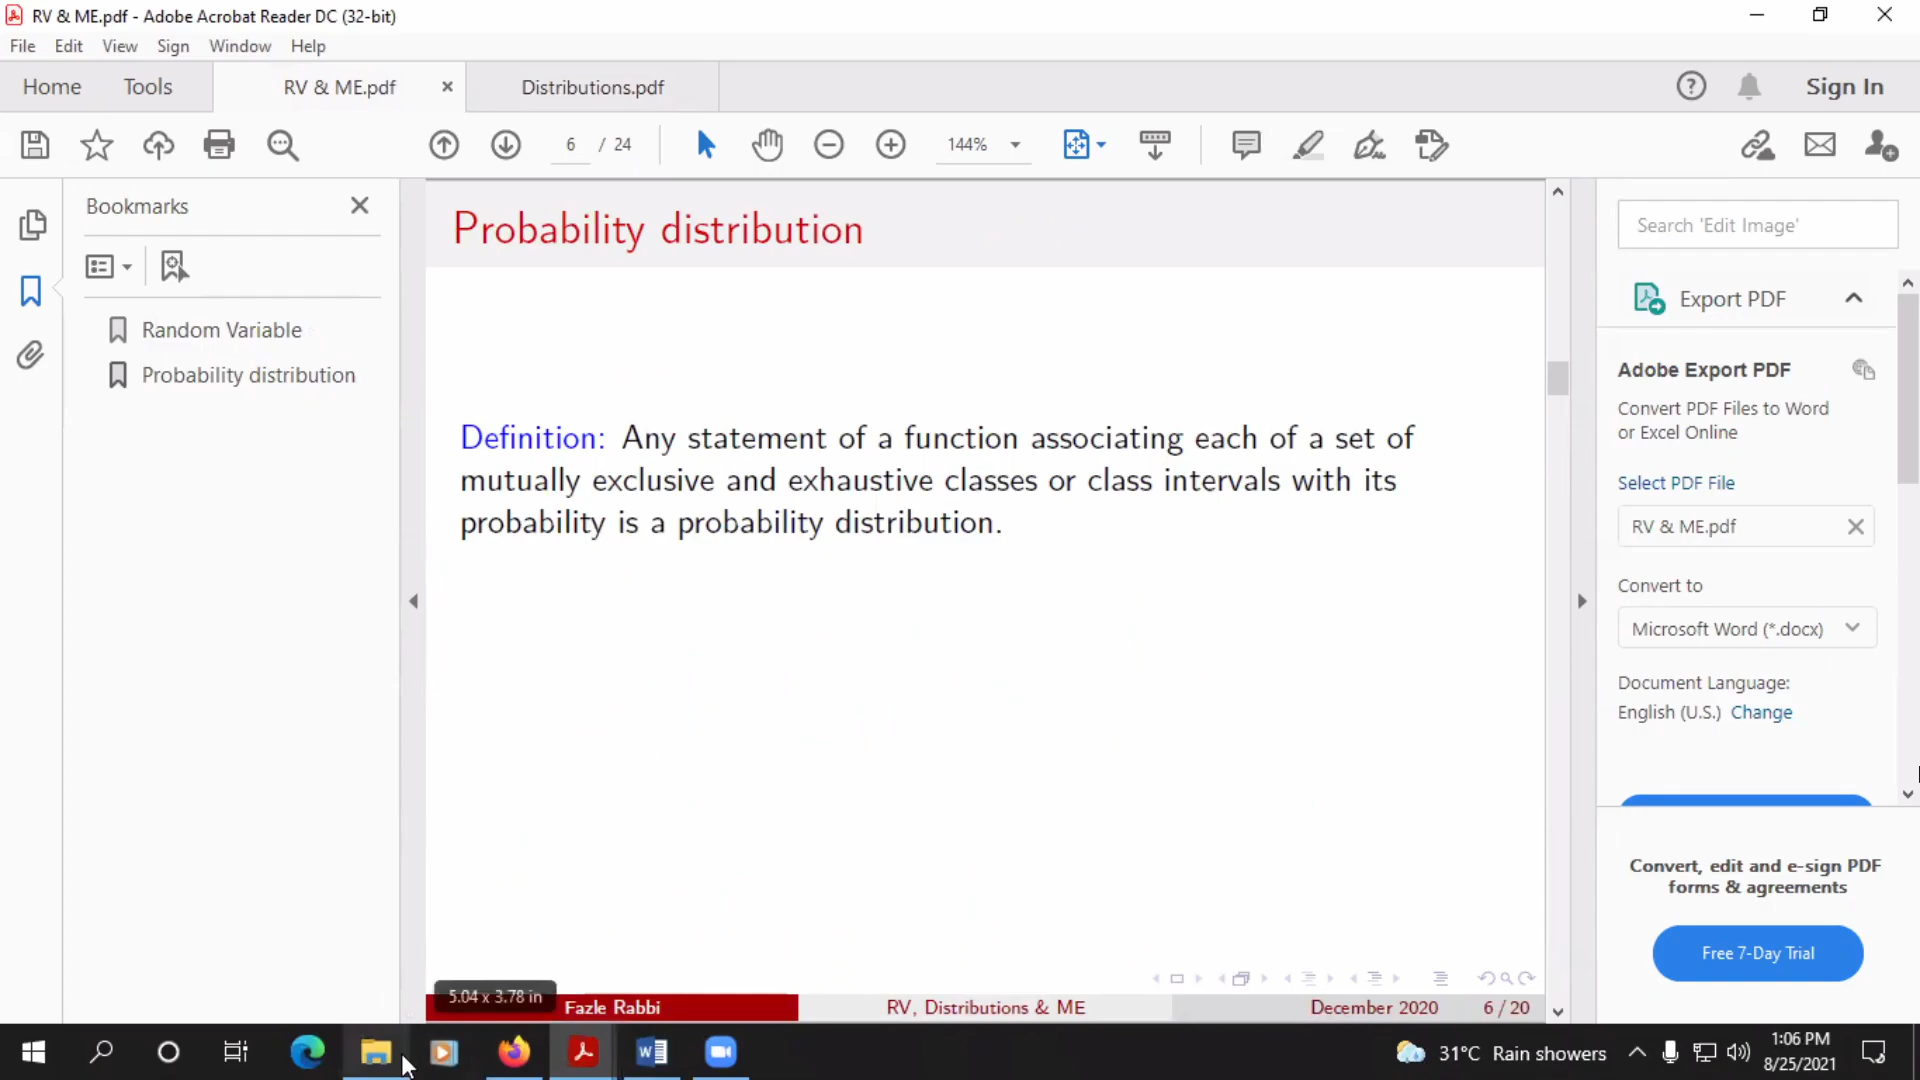 RV & ME.pdf - Adobe Acrobat Reader DC (32-bit)
File Edit View Sign Window Help
Home Tools RV & ME.pdf Distributions.pdf Sign In
6 / 24 144%
Bookmarks
Random Variable
Probability distribution
Probability distribution
Definition: Any statement of a function associating each of a set of
mutually exclusive and exhaustive classes or class intervals with its
probability is a probability distribution.
5.04 x 3.78 in
Fazle Rabbi RV, Distributions & ME December 2020 6 / 20
Search 'Edit Image'
Export PDF
Adobe Export PDF
Convert PDF Files to Word
or Excel Online
Select PDF File
RV & ME.pdf
Convert to
Microsoft Word (*.docx)
Document Language:
English (U.S.) Change
Convert, edit and e-sign PDF
forms & agreements
Free 7-Day Trial
31°C Rain showers
1:06 PM
8/25/2021